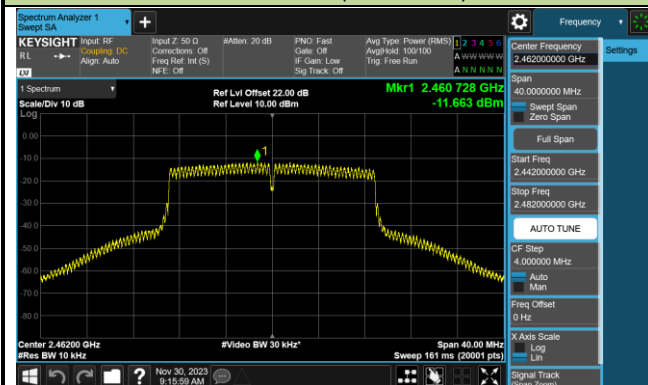 Spectrum Analyzer 1
Swept SA
Frequency
KEYSIGHT
Input: RF
Coupling: DC
Align: Auto
Input Z: 50 Ω
Corrections: Off
Freq Ref: Int (S)
NFE: Off
#Atten: 20 dB
PNO: Fast
Gate: Off
IF Gain: Low
Sig Track: Off
Avg Type: Power (RMS)
Avg|Hold: 100/100
Trig: Free Run
1 2 3 4 5 6
A W W W W W
A N N N N N
RL
LXI
1 Spectrum
Scale/Div 10 dB
Ref Lvl Offset 22.00 dB
Ref Level 10.00 dBm
Mkr1 2.460 728 GHz
-11.663 dBm
Log
1
0.00
-10.0
-20.0
-30.0
-40.0
-50.0
-60.0
-70.0
-80.0
Center 2.46200 GHz
#Res BW 10 kHz
#Video BW 30 kHz*
Span 40.00 MHz
Sweep 161 ms (20001 pts)
Nov 30, 2023
9:15:59 AM
Center Frequency
2.462000000 GHz
Settings
Span
40.0000000 MHz
Swept Span
Zero Span
Full Span
Start Freq
2.442000000 GHz
Stop Freq
2.482000000 GHz
AUTO TUNE
CF Step
4.000000 MHz
Auto
Man
Freq Offset
0 Hz
X Axis Scale
Log
Lin
Signal Track
(Span Zoom)